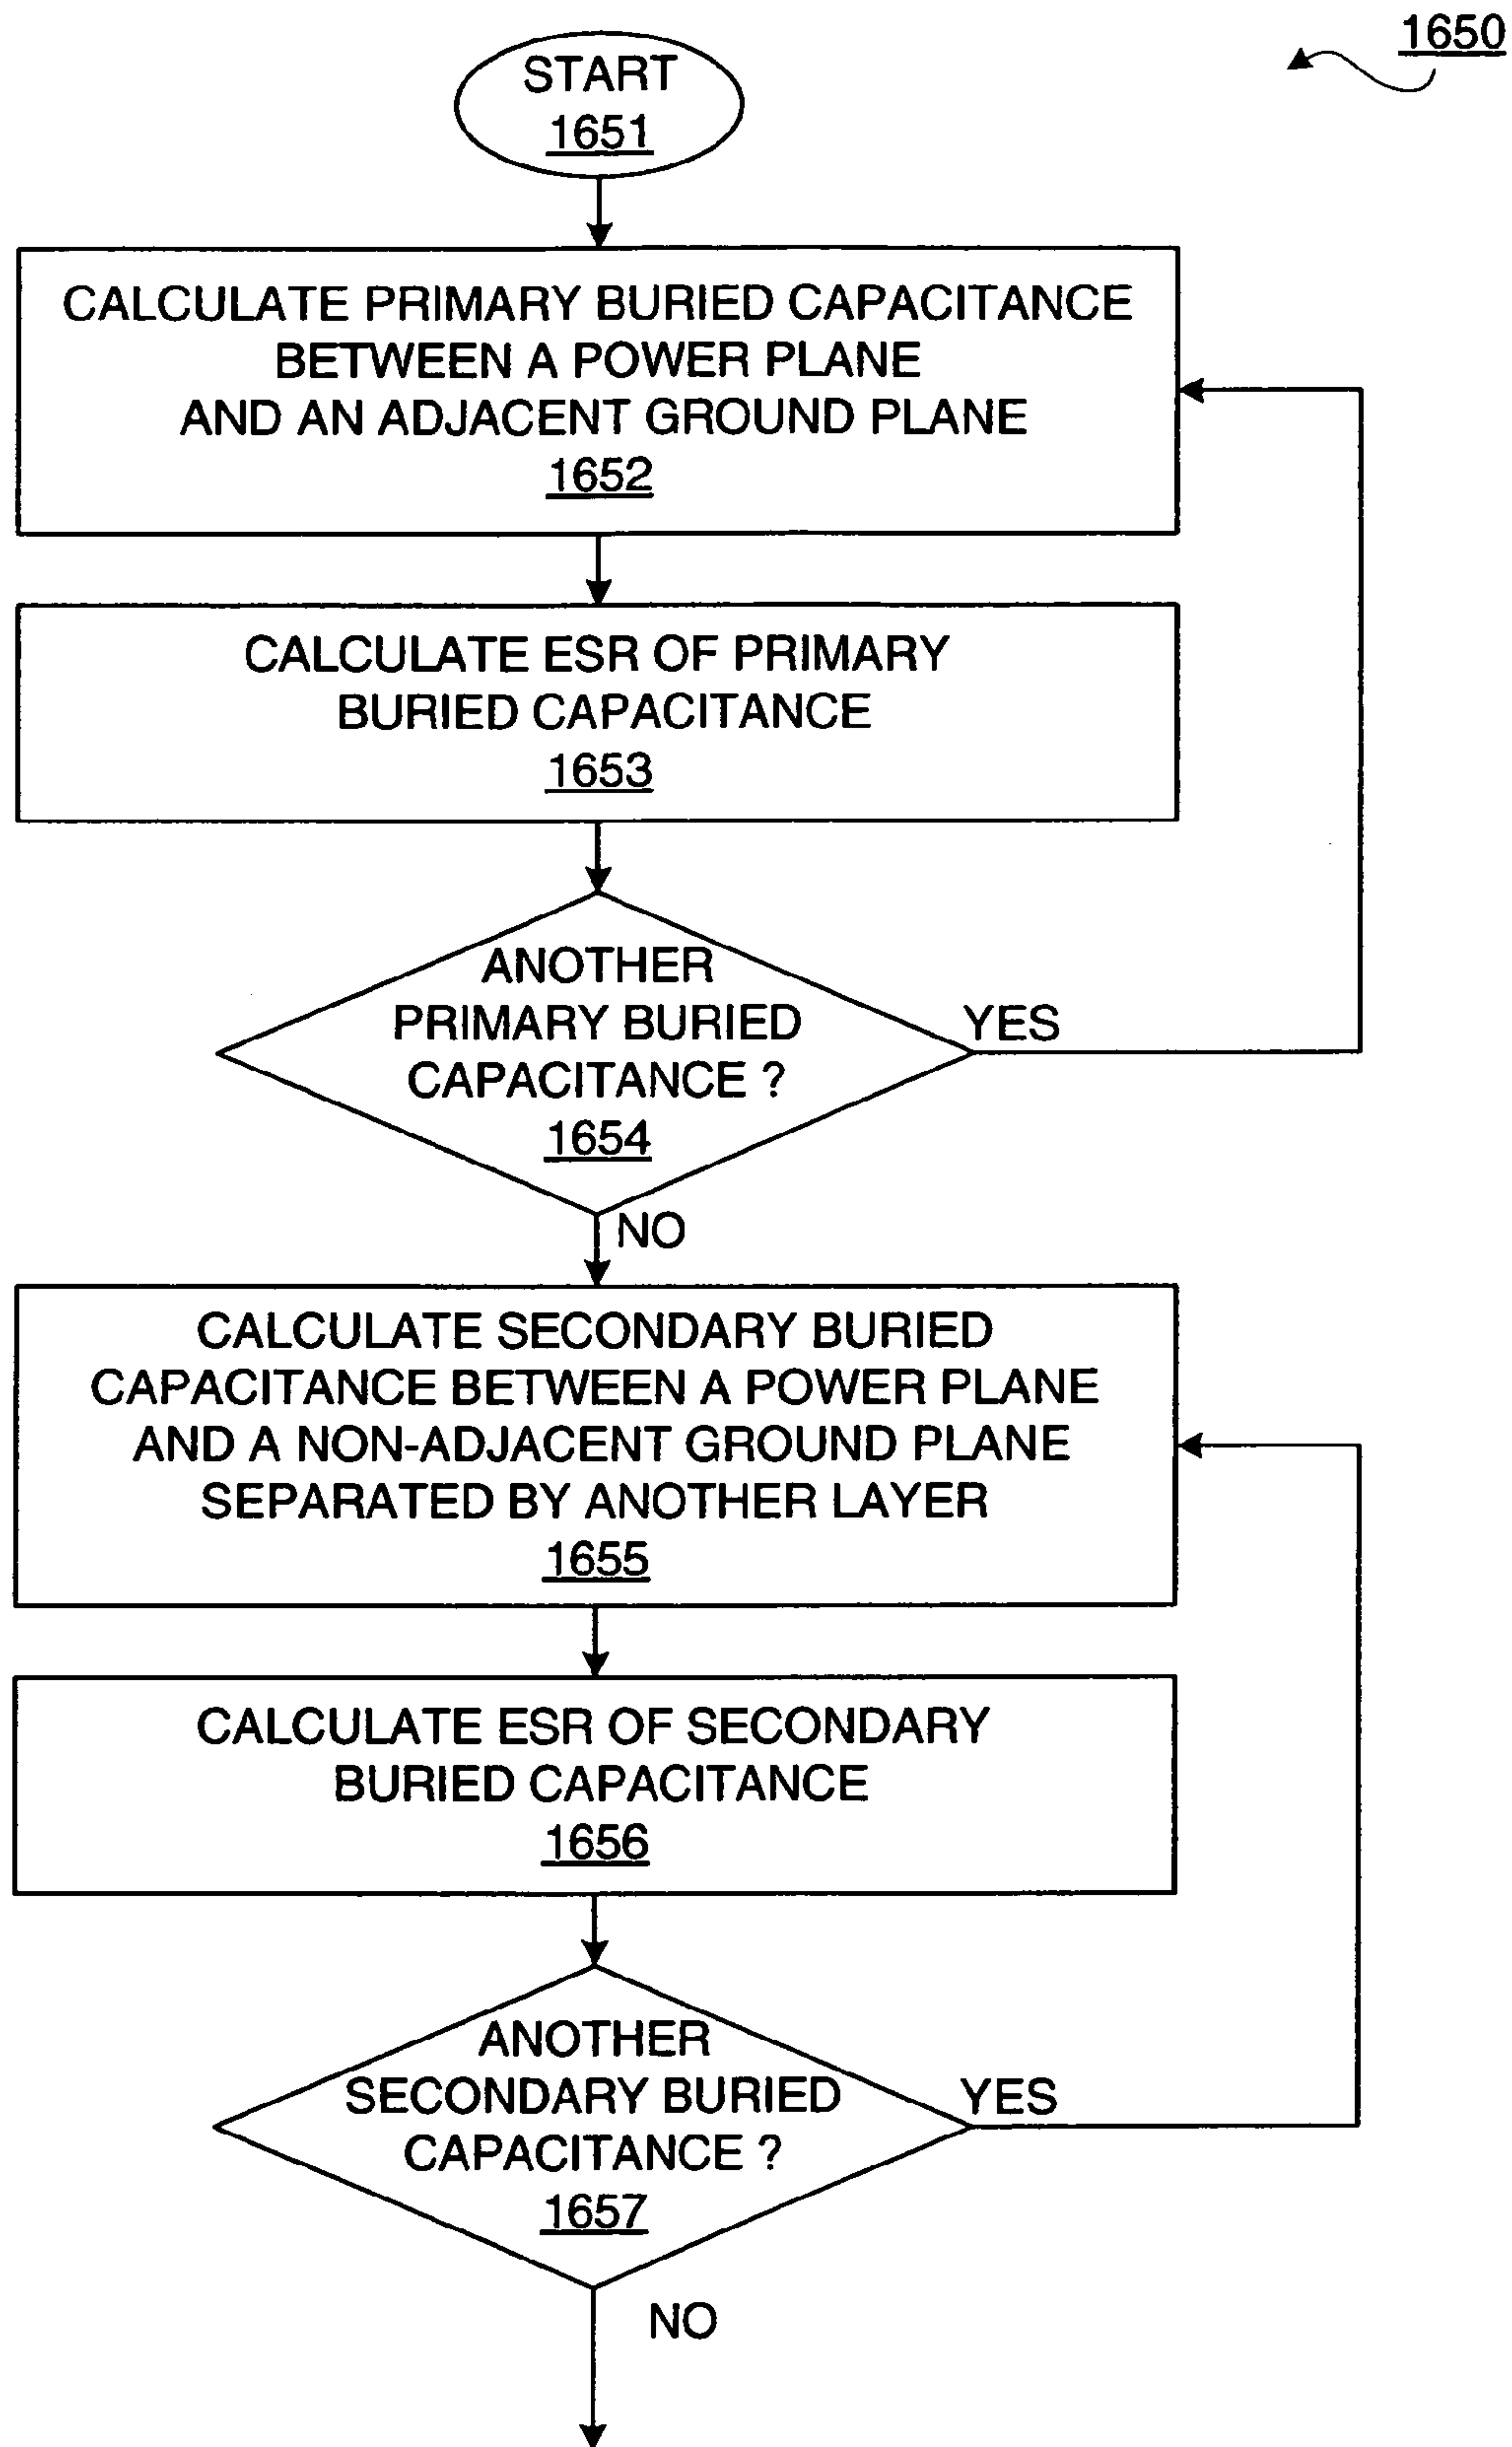 1650
START
1651
CALCULATE PRIMARY BURIED CAPACITANCE
BETWEEN A POWER PLANE
AND AN ADJACENT GROUND PLANE
1652
CALCULATE ESR OF PRIMARY
BURIED CAPACITANCE
1653
ANOTHER
PRIMARY BURIED
CAPACITANCE ?
1654
YES
NO
CALCULATE SECONDARY BURIED
CAPACITANCE BETWEEN A POWER PLANE
AND A NON-ADJACENT GROUND PLANE
SEPARATED BY ANOTHER LAYER
1655
CALCULATE ESR OF SECONDARY
BURIED CAPACITANCE
1656
ANOTHER
SECONDARY BURIED
CAPACITANCE ?
1657
YES
NO